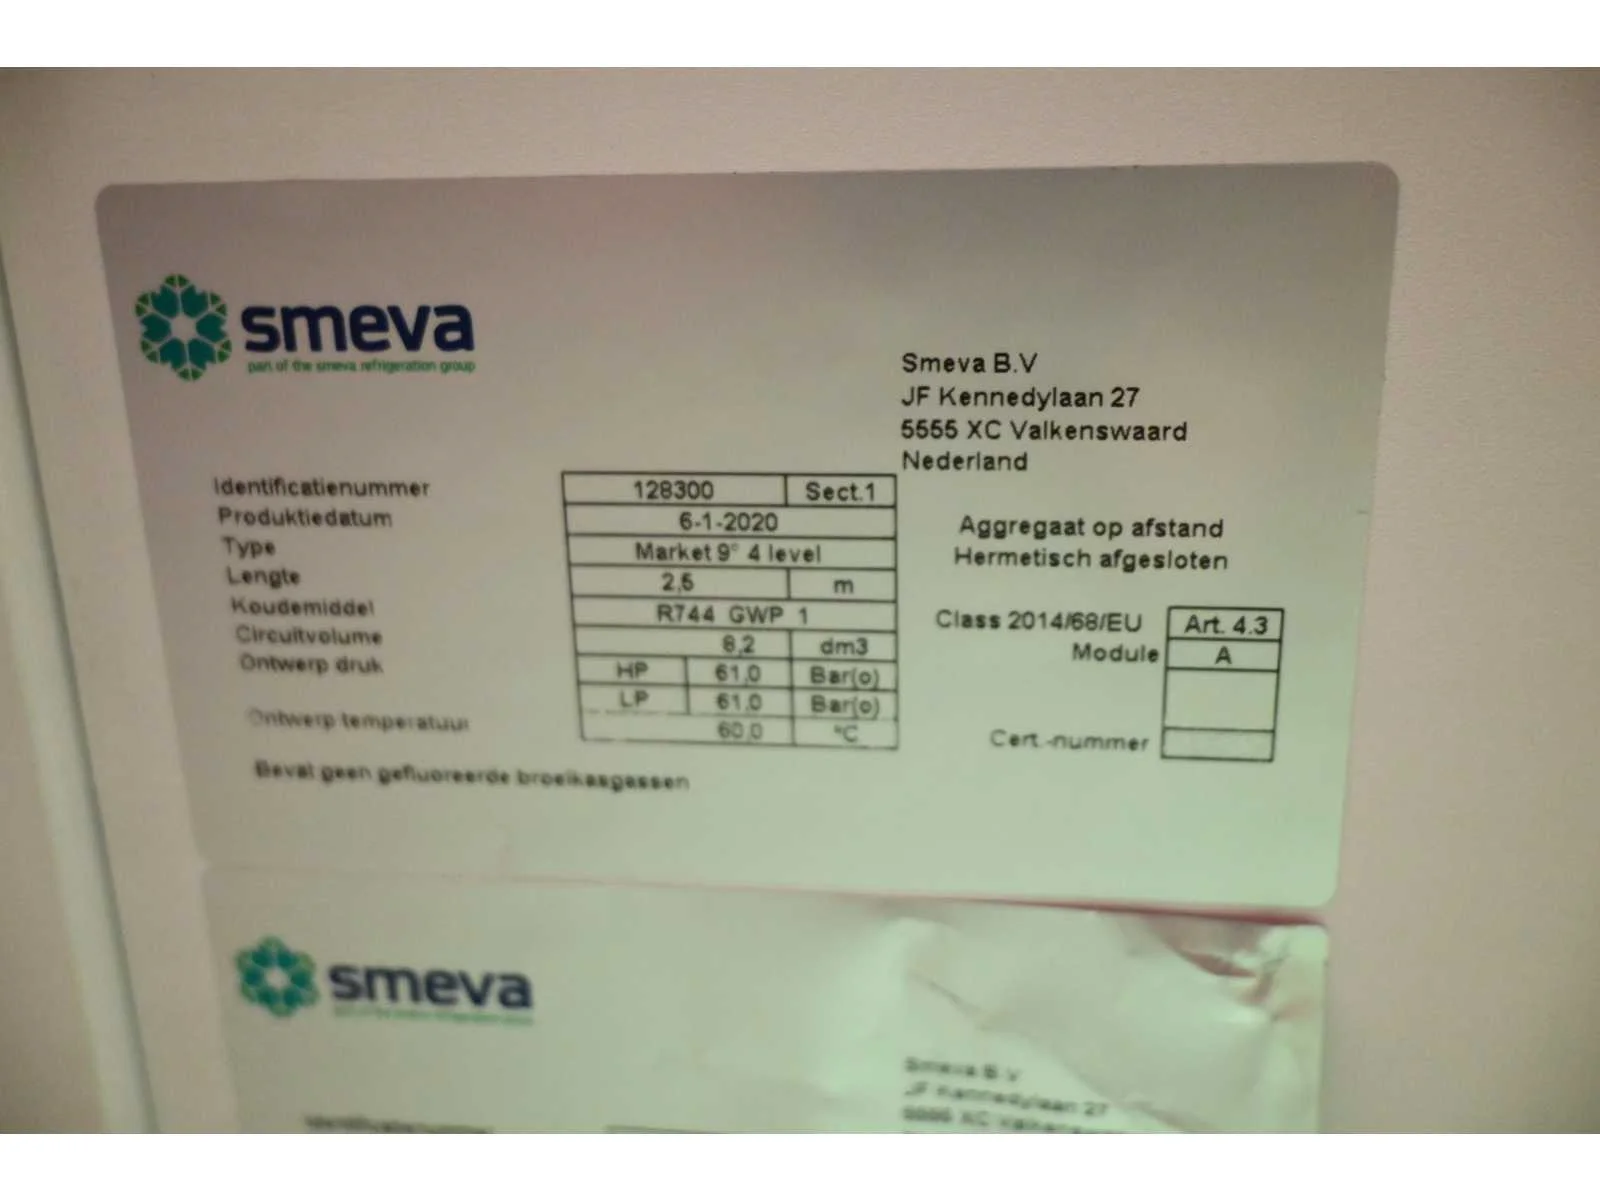 smeva
part of the smeva refrigeration group
Smeva B.V
JF Kennedylaan 27
5555 XC Valkenswaard
Nederland
Identificatienummer 128300 Sect.1
Produktiedatum 6-1-2020
Type Market 9° 4 level
Lengte 2,5 m
Koudemiddel R744 GWP 1
Circuitvolume 8,2 dm3
Ontwerp druk HP 61,0 Bar(o)
LP 61,0 Bar(o)
Ontwerp temperatuur 60,0 °C
Bevat geen gefluoreerde broeikasgassen
Aggregaat op afstand
Hermetisch afgesloten
Class 2014/68/EU Art. 4.3
Module A
Cert.-nummer
smeva
Smeva B.V
JF Kennedylaan 27
5555 XC
Identificatienummer